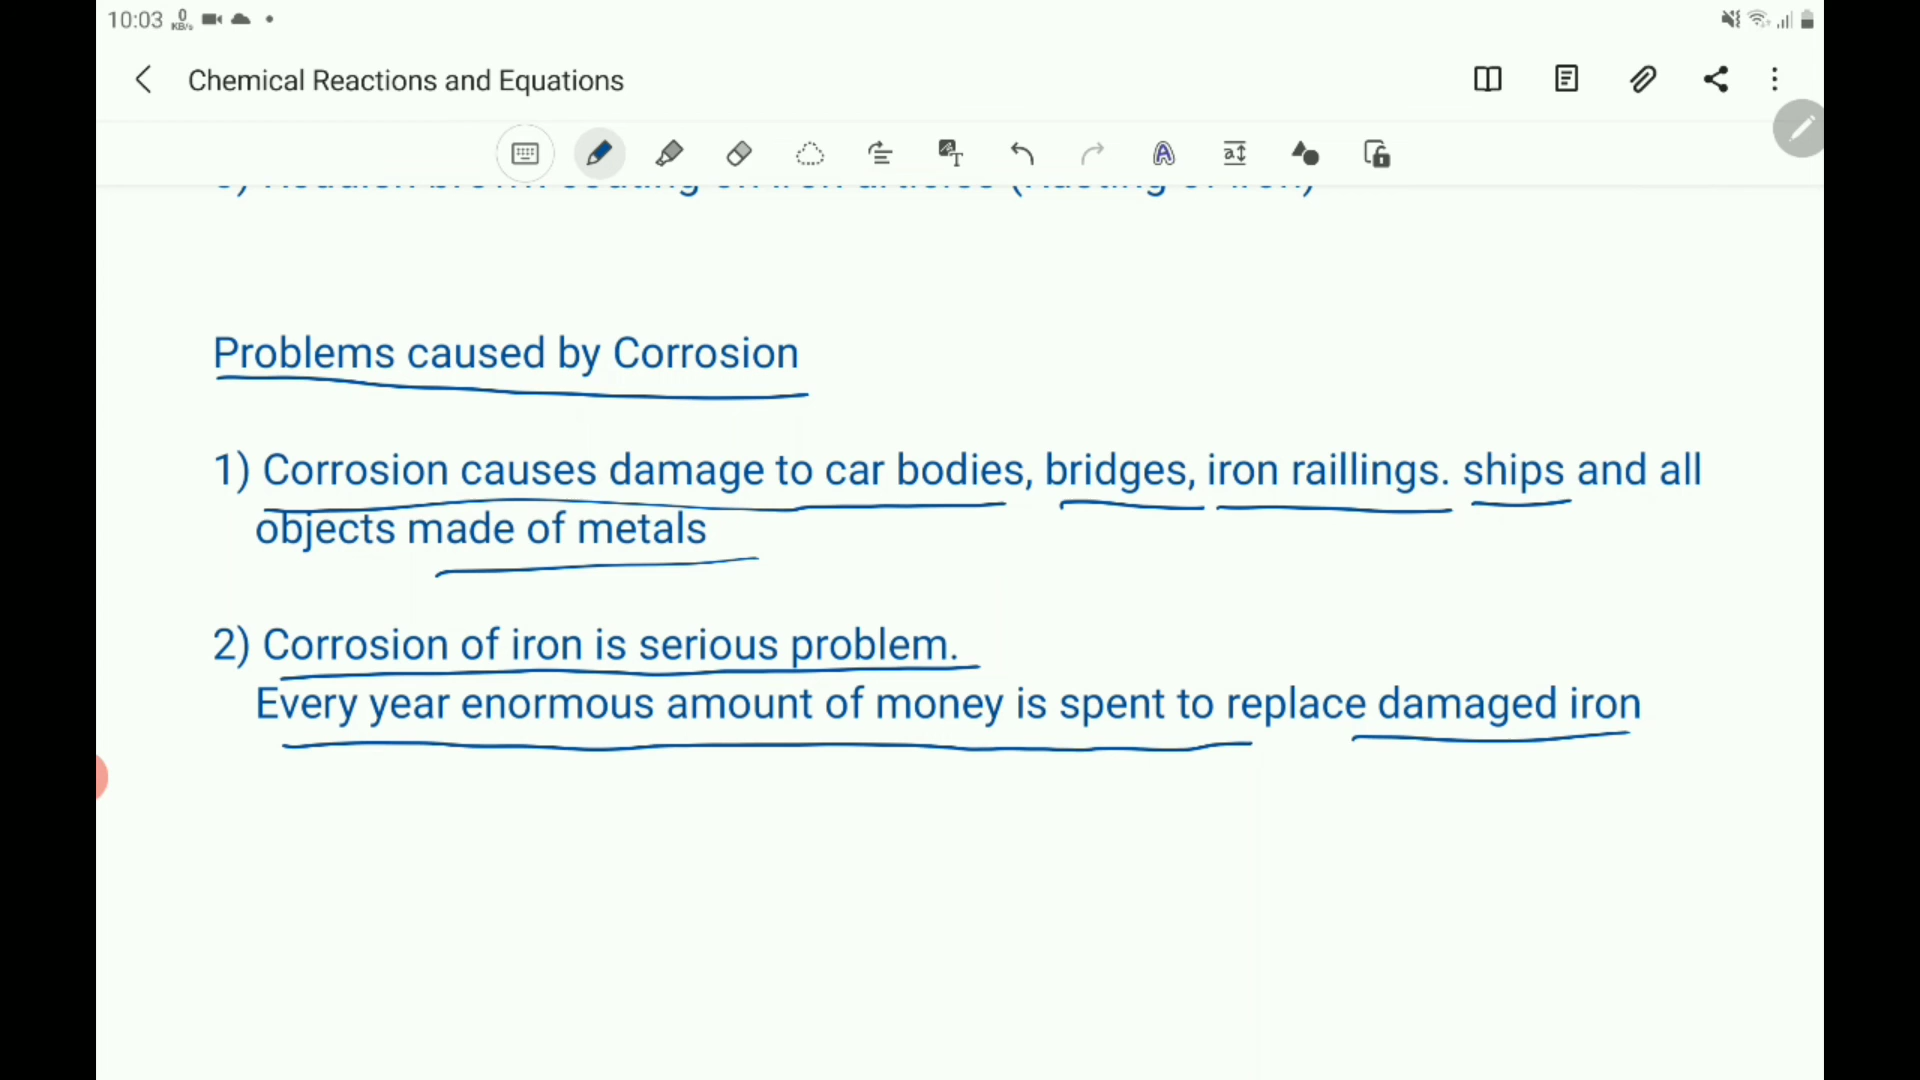 10:03 0 KB/s
Chemical Reactions and Equations
Problems caused by Corrosion
1) Corrosion causes damage to car bodies, bridges, iron raillings. ships and all
objects made of metals
2) Corrosion of iron is serious problem.
Every year enormous amount of money is spent to replace damaged iron